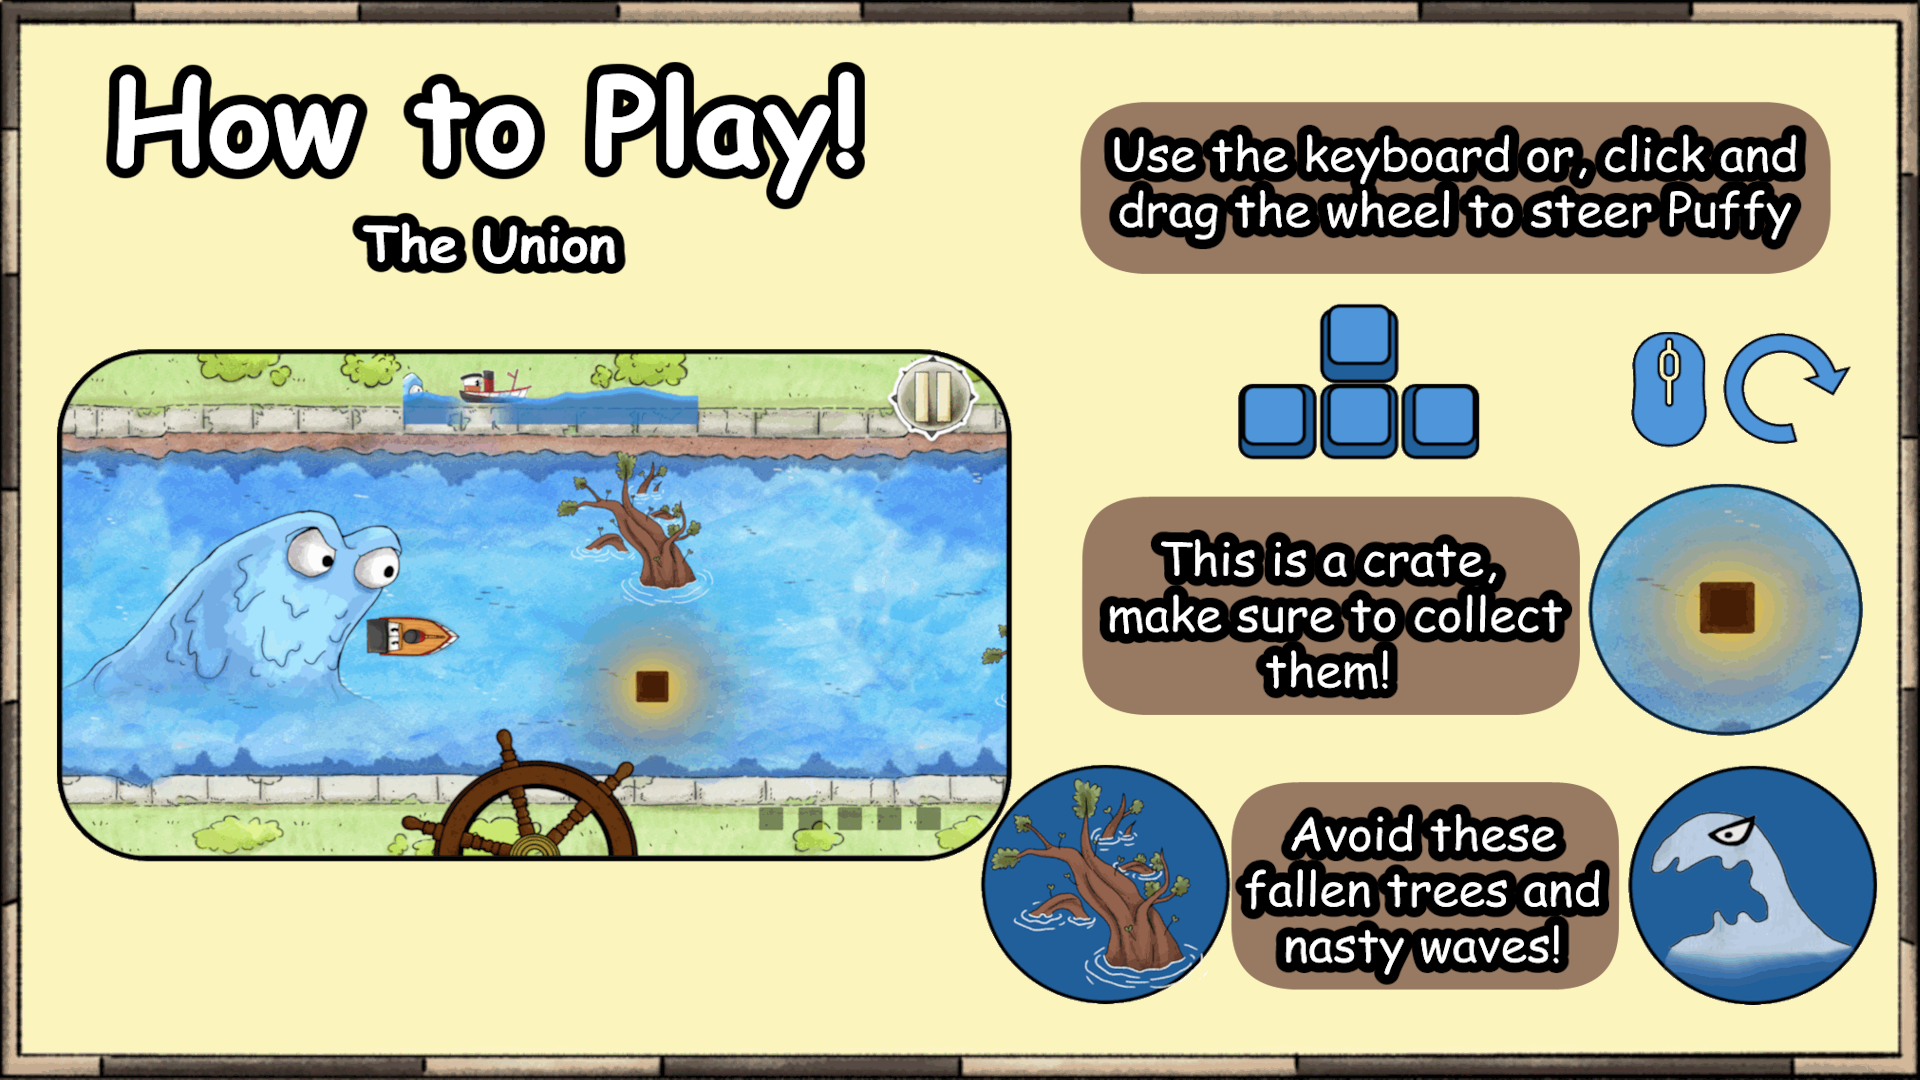 How to Play!
The Union
Use the keyboard or, click and
drag the wheel to steer Puffy
This is a crate,
make sure to collect
them!
Avoid these
fallen trees and
nasty waves!